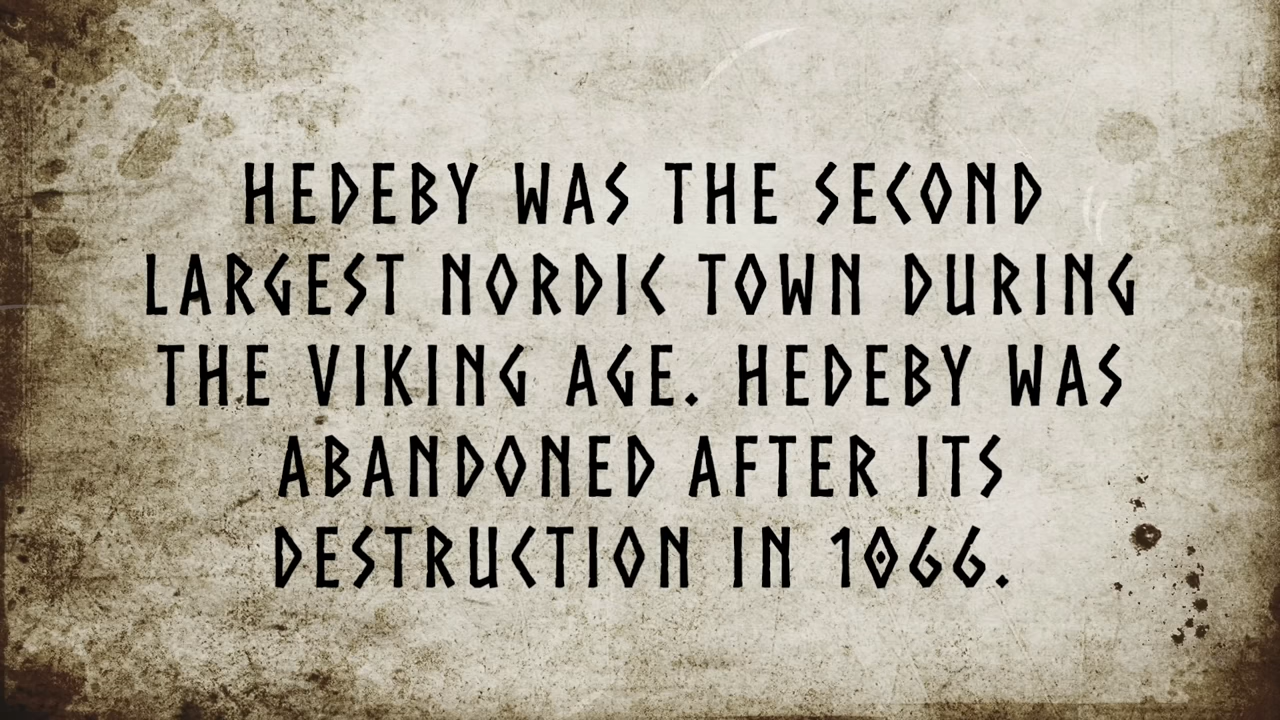 HEDEBY WAS THE SECOND
LARGEST NORDIC TOWN DURING
THE VIKING AGE. HEDEBY WAS
ABANDONED AFTER ITS
DESTRUCTION IN 1066.